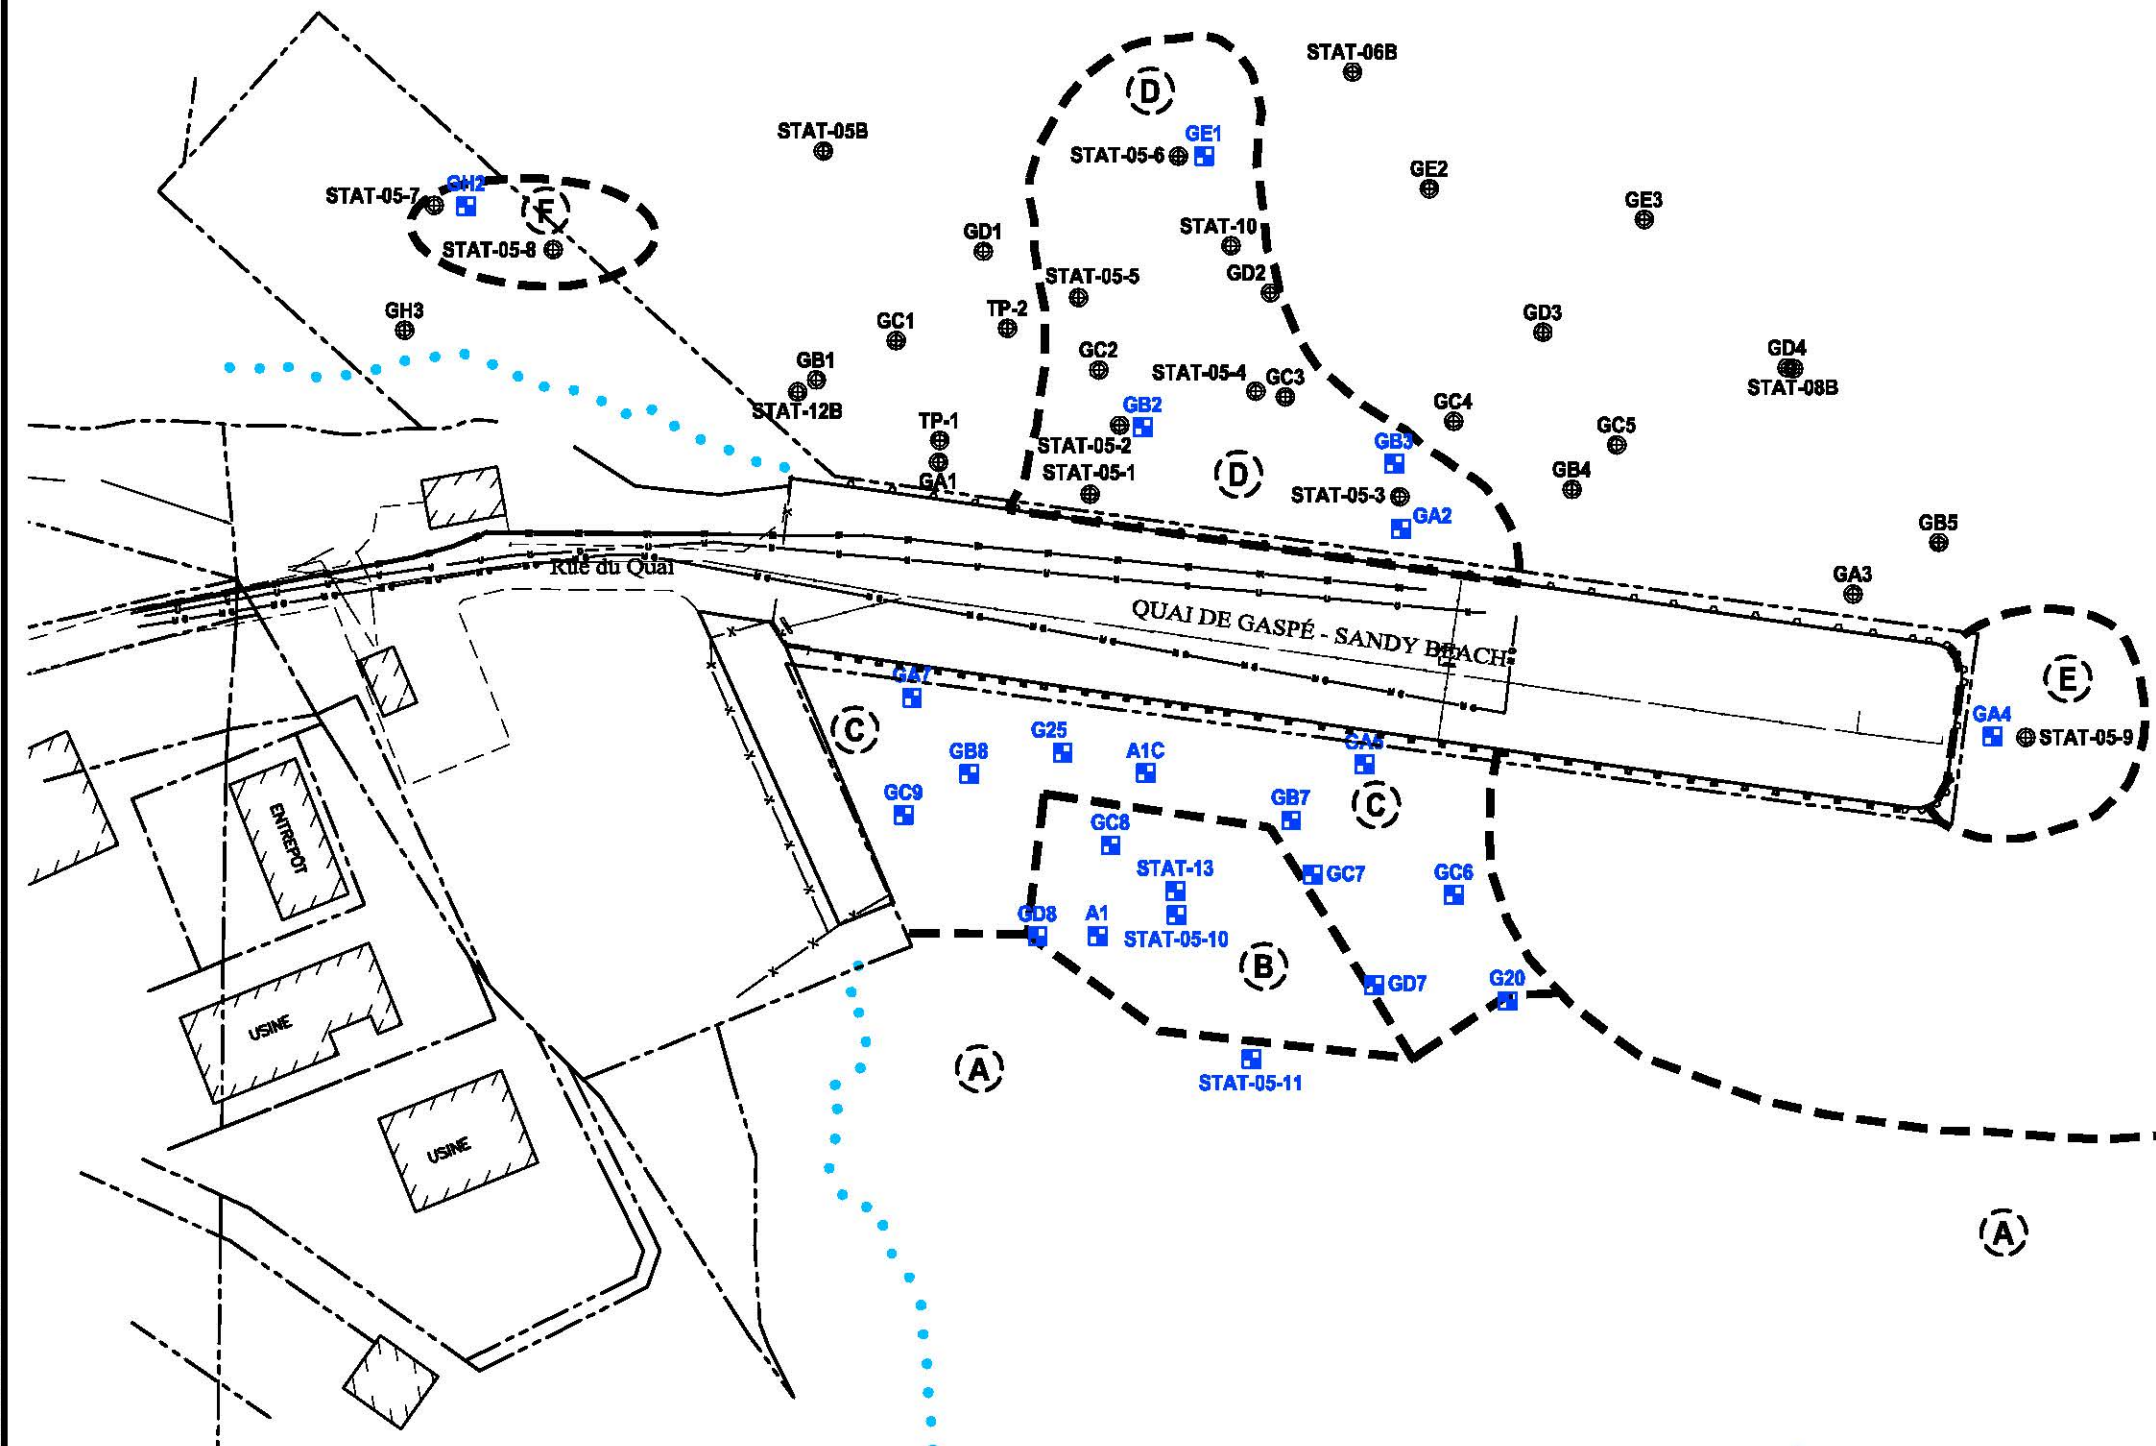 STAT-06B
D
STAT-05B
GE1
STAT-05-6
GE2
STAT-05-7
GH2
F
GE3
STAT-10
GD1
STAT-05-8
GD2
STAT-05-5
GH3
TP-2
GC1
GD3
GC2
GD4
GB1
STAT-05-4
GC3
STAT-08B
GB2
GC4
STAT-12B
TP-1
GC5
STAT-05-2
GB3
STAT-05-1
D
GB4
GA1
STAT-05-3
GA2
GB5
Rue du Quai
GA3
QUAI DE GASPÉ - SANDY BEACH
GA7
E
C
GA4
G25
A1C
GA6
STAT-05-9
GB8
GC9
GB7
C
GC8
ENTREPÔT
STAT-13
GC7
GC6
GD8
A1
STAT-05-10
B
GD7
G20
USINE
A
STAT-05-11
USINE
A